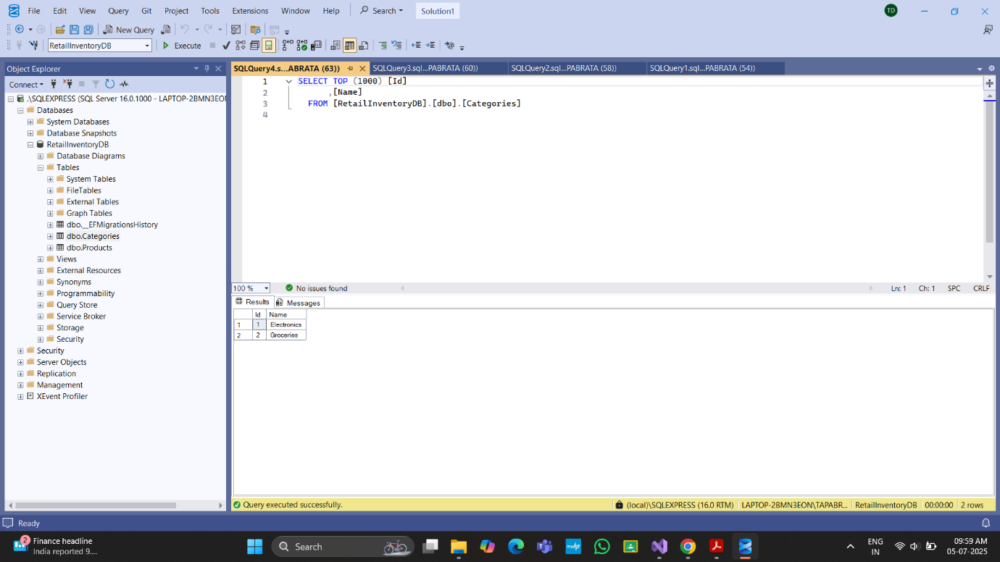 File Edit View Query Git Project Tools Extensions Window Help Search Solution1 TD
New Query
RetailInventoryDB Execute
Object Explorer
Connect
.\SQLEXPRESS (SQL Server 16.0.1000 - LAPTOP-2BMN3EO
Databases
System Databases
Database Snapshots
RetailInventoryDB
Database Diagrams
Tables
System Tables
FileTables
External Tables
Graph Tables
dbo.__EFMigrationsHistory
dbo.Categories
dbo.Products
Views
External Resources
Synonyms
Programmability
Query Store
Service Broker
Storage
Security
Security
Server Objects
Replication
Management
XEvent Profiler
SQLQuery4.s...ABRATA (63)) SQLQuery3.sql...PABRATA (60)) SQLQuery2.sql...PABRATA (58)) SQLQuery1.sql...PABRATA (54))
1 SELECT TOP (1000) [Id]
2 ,[Name]
3 FROM [RetailInventoryDB].[dbo].[Categories]
4
100 % No issues found Ln: 1 Ch: 1 SPC CRLF
Results Messages
Id Name
1 1 Electronics
2 2 Groceries
Query executed successfully. (local)\SQLEXPRESS (16.0 RTM) LAPTOP-2BMN3EON\TAPABR... RetailInventoryDB 00:00:00 2 rows
Ready
2 Finance headline
India reported 9....
Search
myhp
ENG
IN
09:59 AM
05-07-2025